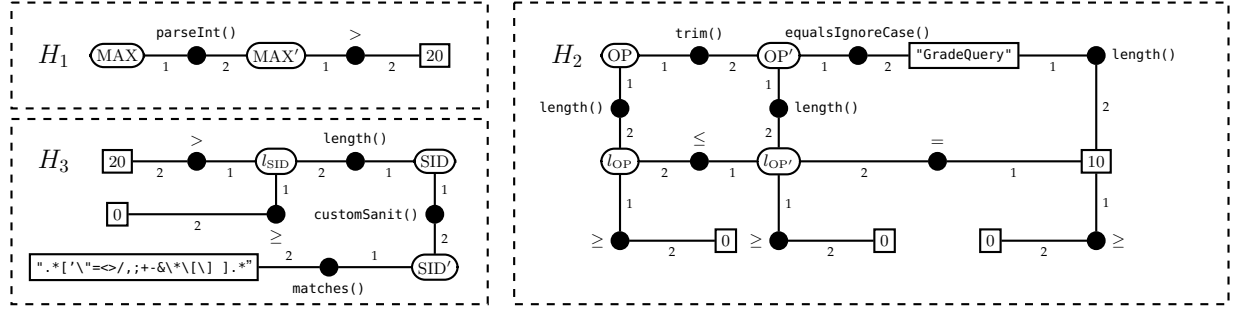 parseInt()
>
H1 MAX MAX′ 20
1 2 1 2
20 > lSID length() SID
H3
2 1 2 1
0 1 customSanit() 1
2 ≥ 2
".*['\"=<>/,;+-&\*\[\] ].*" 2 1 SID′
matches()
trim() equalsIgnoreCase()
H2 OP OP′ "GradeQuery" length()
1 2 1 2 1
1 1
length() length() 2
2 2
≤ =
lOP lOP′ 10
2 1 2 1
1 1 1
≥ 0 ≥ 0 0 ≥
2 2 2